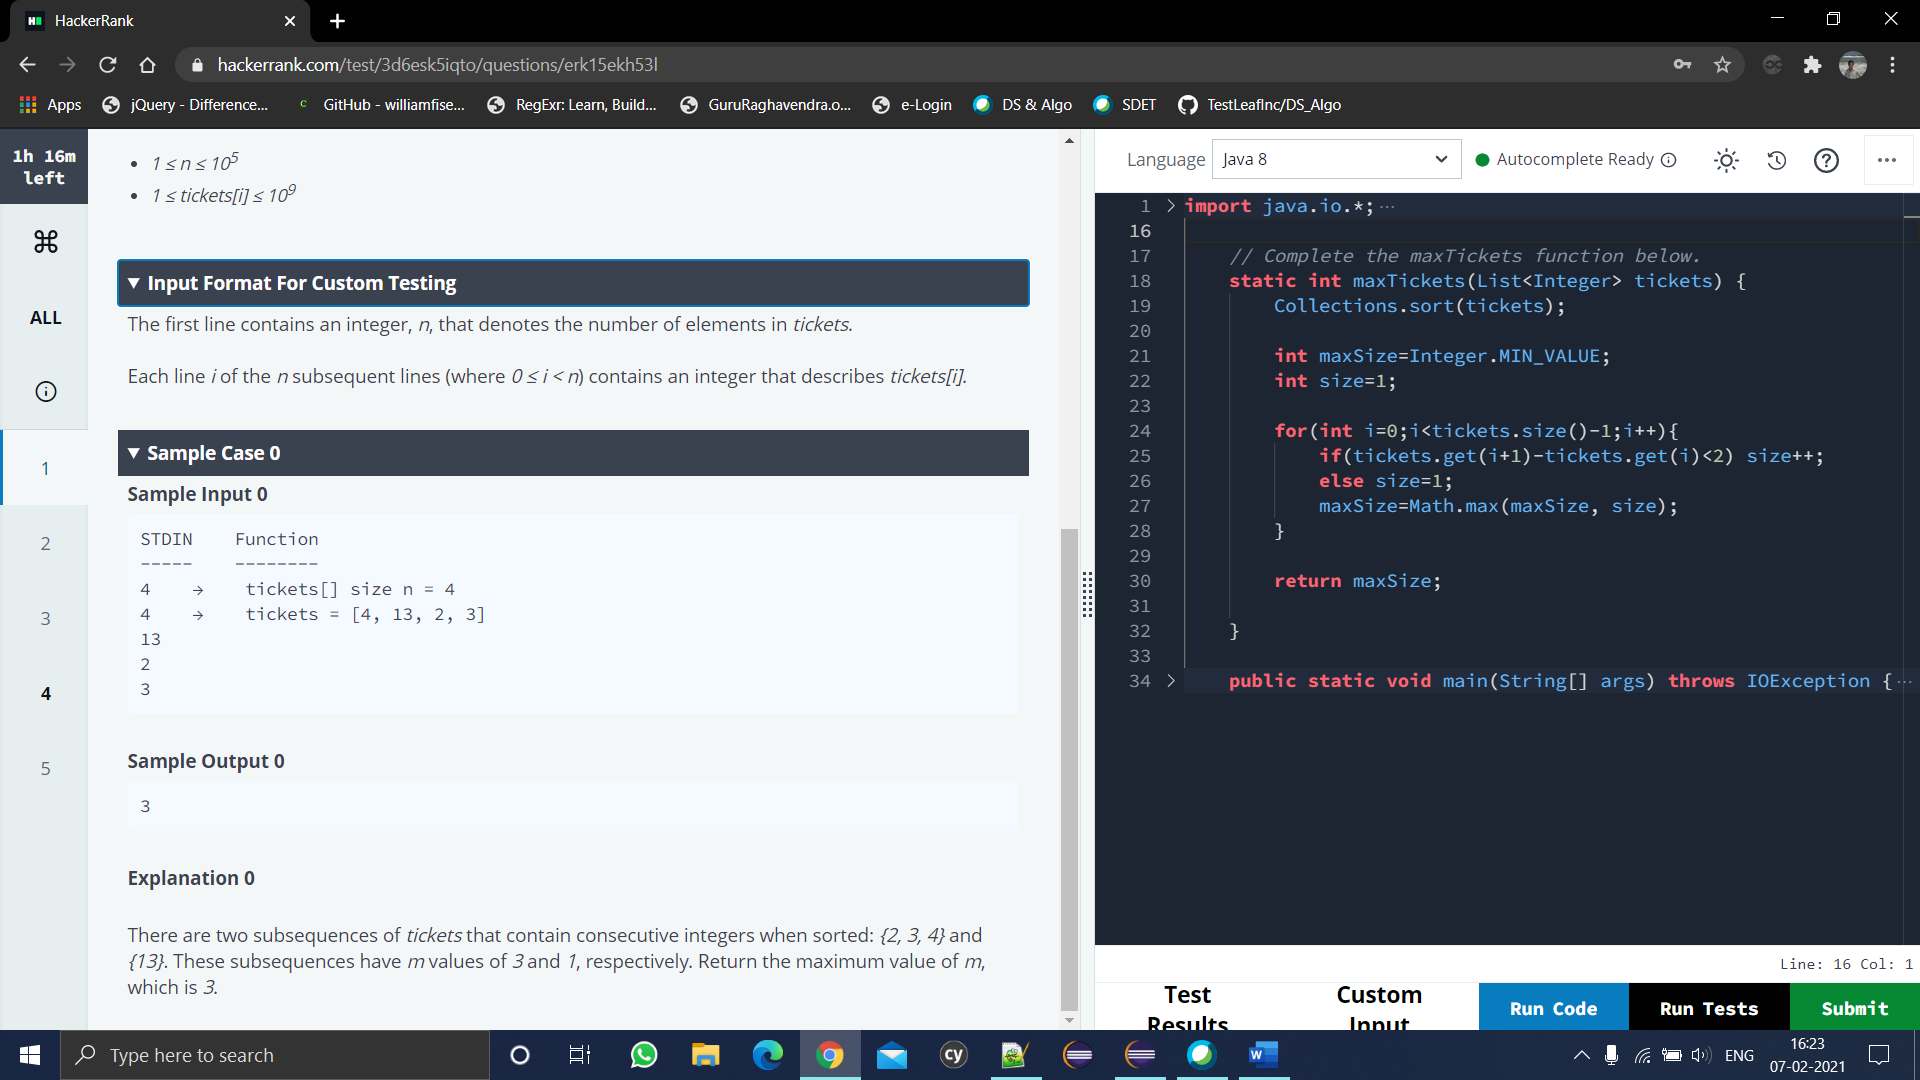 HackerRank
hackerrank.com/test/3d6esk5iqto/questions/erk15ekh53l
Apps
jQuery - Difference...
GitHub - williamfise...
RegExr: Learn, Build...
GuruRaghavendra.o...
e-Login
DS & Algo
SDET
TestLeafInc/DS_Algo
1h 16m
left
ALL
1
2
3
4
5
• 1 ≤ n ≤ 10⁵
• 1 ≤ tickets[i] ≤ 10⁹
▼ Input Format For Custom Testing
The first line contains an integer, n, that denotes the number of elements in tickets.
Each line i of the n subsequent lines (where 0 ≤ i < n) contains an integer that describes tickets[i].
▼ Sample Case 0
Sample Input 0
STDIN    Function
-----    --------
4    →    tickets[] size n = 4
4    →    tickets = [4, 13, 2, 3]
13
2
3
Sample Output 0
3
Explanation 0
There are two subsequences of tickets that contain consecutive integers when sorted: {2, 3, 4} and
{13}. These subsequences have m values of 3 and 1, respectively. Return the maximum value of m,
which is 3.
Language Java 8 Autocomplete Ready
1 > import java.io.*;...
16
17 // Complete the maxTickets function below.
18 static int maxTickets(List<Integer> tickets) {
19 Collections.sort(tickets);
20
21 int maxSize=Integer.MIN_VALUE;
22 int size=1;
23
24 for(int i=0;i<tickets.size()-1;i++){
25 if(tickets.get(i+1)-tickets.get(i)<2) size++;
26 else size=1;
27 maxSize=Math.max(maxSize, size);
28 }
29
30 return maxSize;
31
32 }
33
34 > public static void main(String[] args) throws IOException {...
Line: 16 Col: 1
Test
Results
Custom
Input
Run Code
Run Tests
Submit
Type here to search
cy
W
ENG
16:23
07-02-2021